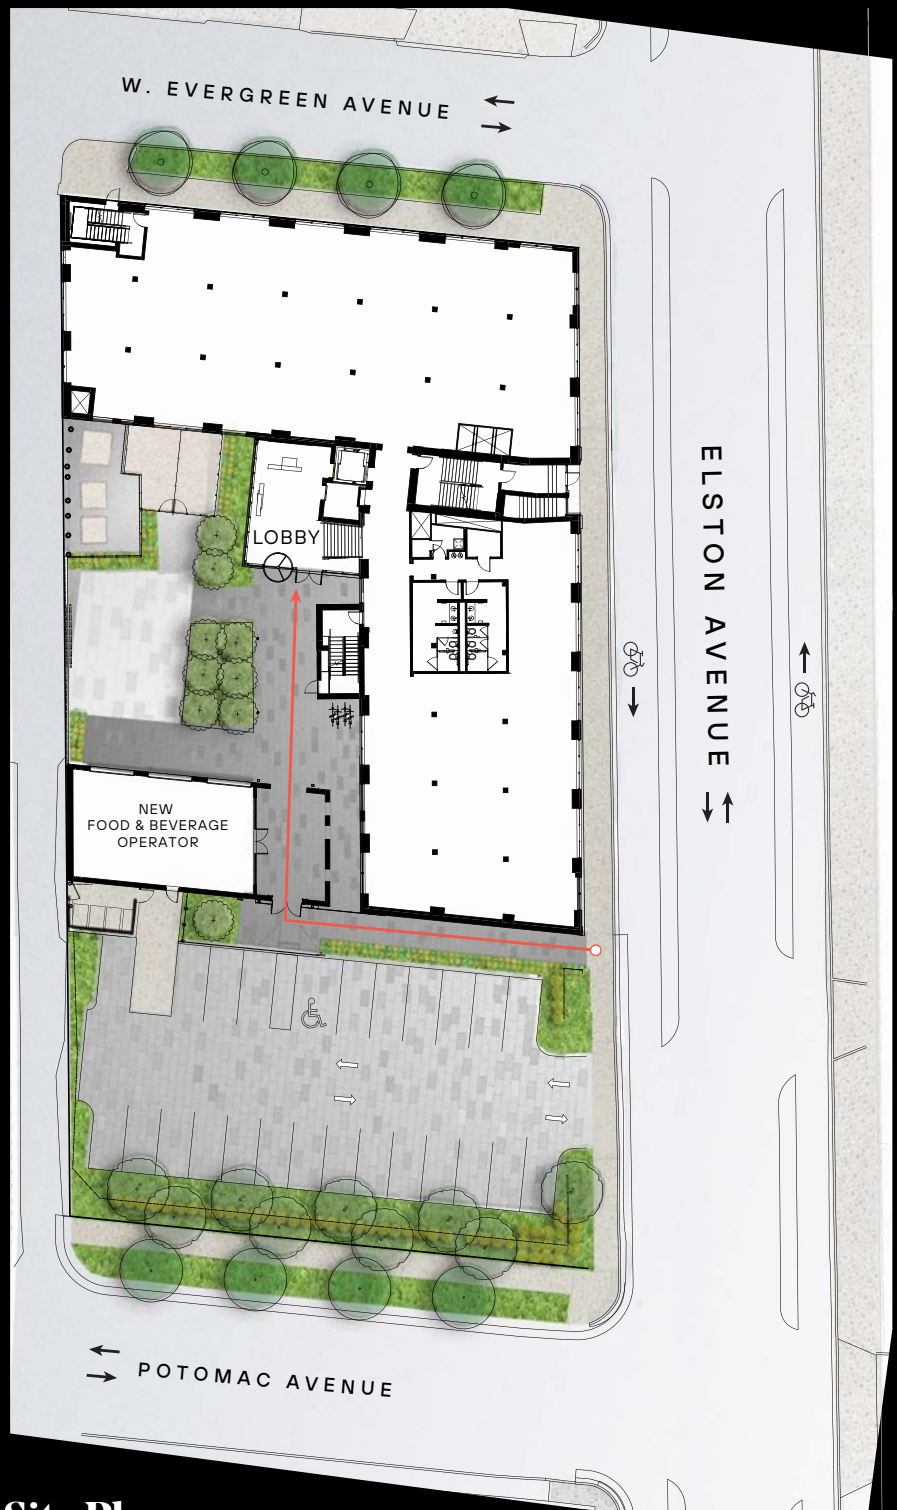 W. EVERGREEN AVENUE
ELSTON AVENUE
LOBBY
NEW
FOOD & BEVERAGE
OPERATOR
POTOMAC AVENUE